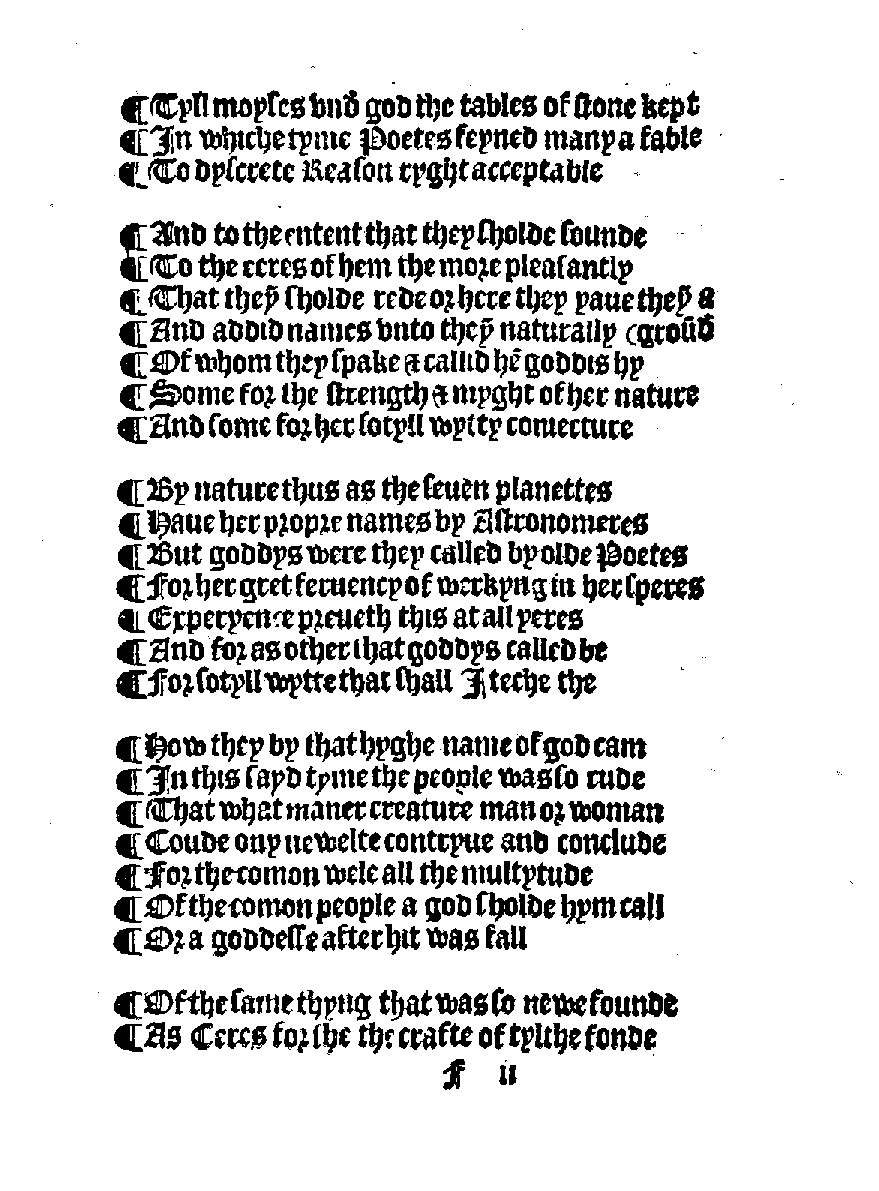 ¶ Tyll moyſes vnđ god the tables of ſtone kept
¶ In whiche tyme Poetes feyned many a fable
¶ To dyſcrete Reaſon ryght acceptable
¶ And to the entent that they ſholde ſounde
¶ To the eeres of hem the more pleaſantly
¶ That theyꝛ̃ ſholde rede or here they yaue theyꝛ̃ a
¶ And addid names vnto theyꝛ̃ naturally (groūđ
¶ Of whom they ſpake & callid hē goddis hy
¶ Some for the ſtrength & myght of her nature
¶ And ſome for her ſotyll wytty coniecture
¶ By nature thus as the ſeuen planettes
¶ Haue her propre names by Aſtronomeres
¶ But goddys were they called by olde Poetes
¶ For her gret feruency of werkyng in her ſperes
¶ Experyence preueth this at all yeres
¶ And for as other that goddys called be
¶ For ſotyll wytte that ſhall I teche the
¶ How they by that hyghe name of god cam
¶ In this ſayd tyme the people was ſo rude
¶ That what maner creature man or woman
¶ Coude ony newelte contryue and conclude
¶ For the comon wele all the multytude
¶ Of the comon people a god ſholde hym call
¶ Or a goddeſſe after hit was fall
¶ Of the ſame thyng that was ſo newe founde
¶ As Ceres for ſhe the crafte of tylthe fonde
F ii